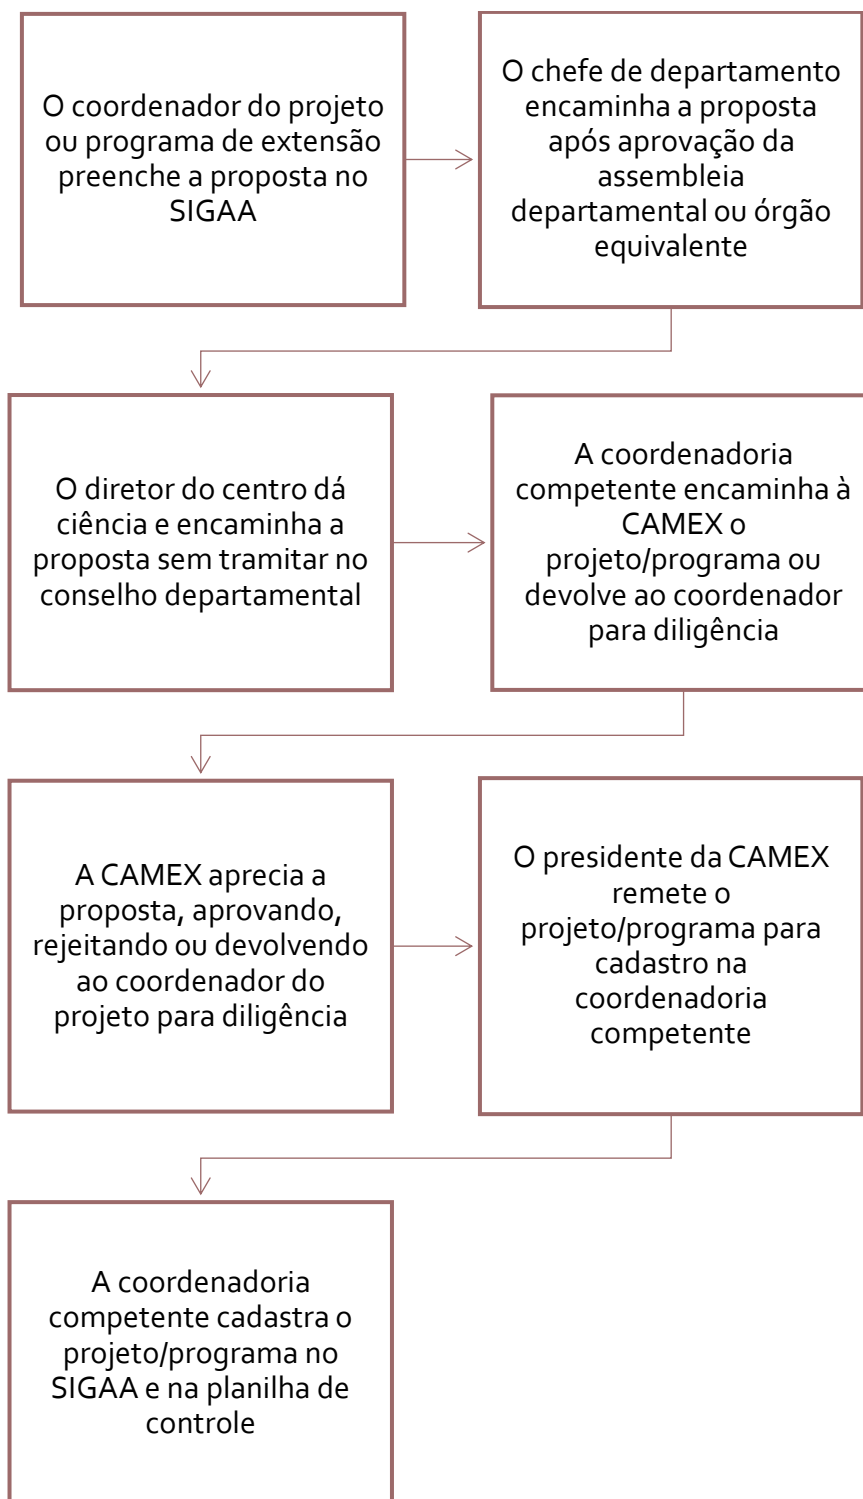 O coordenador do projeto
ou programa de extensão
preenche a proposta no
SIGAA
O chefe de departamento
encaminha a proposta
após aprovação da
assembleia
departamental ou órgão
equivalente
O diretor do centro dá
ciência e encaminha a
proposta sem tramitar no
conselho departamental
A coordenadoria
competente encaminha à
CAMEX o
projeto/programa ou
devolve ao coordenador
para diligência
A CAMEX aprecia a
proposta, aprovando,
rejeitando ou devolvendo
ao coordenador do
projeto para diligência
O presidente da CAMEX
remete o
projeto/programa para
cadastro na
coordenadoria
competente
A coordenadoria
competente cadastra o
projeto/programa no
SIGAA e na planilha de
controle